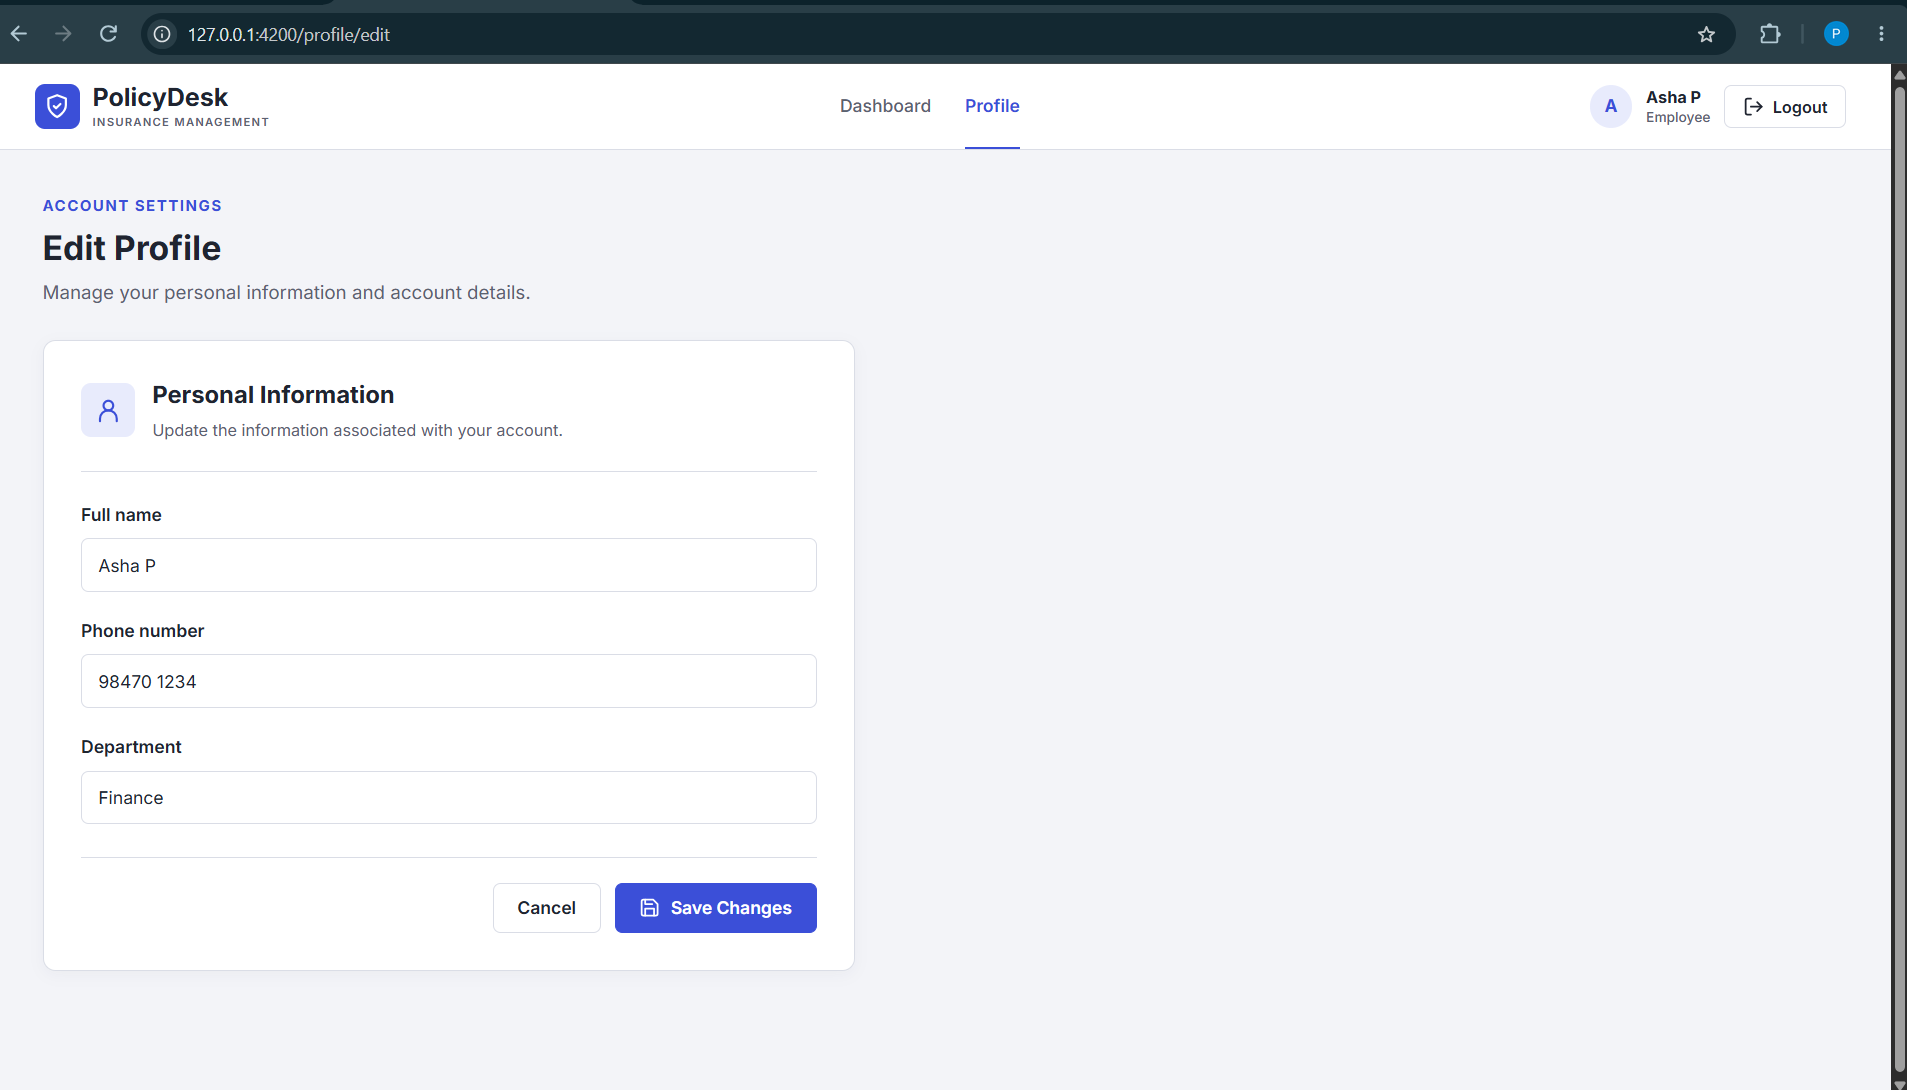 127.0.0.1:4200/profile/edit
P
PolicyDesk
INSURANCE MANAGEMENT
Dashboard
Profile
A
Asha P
Employee
Logout
ACCOUNT SETTINGS
Edit Profile
Manage your personal information and account details.
Personal Information
Update the information associated with your account.
Full name
Asha P
Phone number
98470 1234
Department
Finance
Cancel
Save Changes